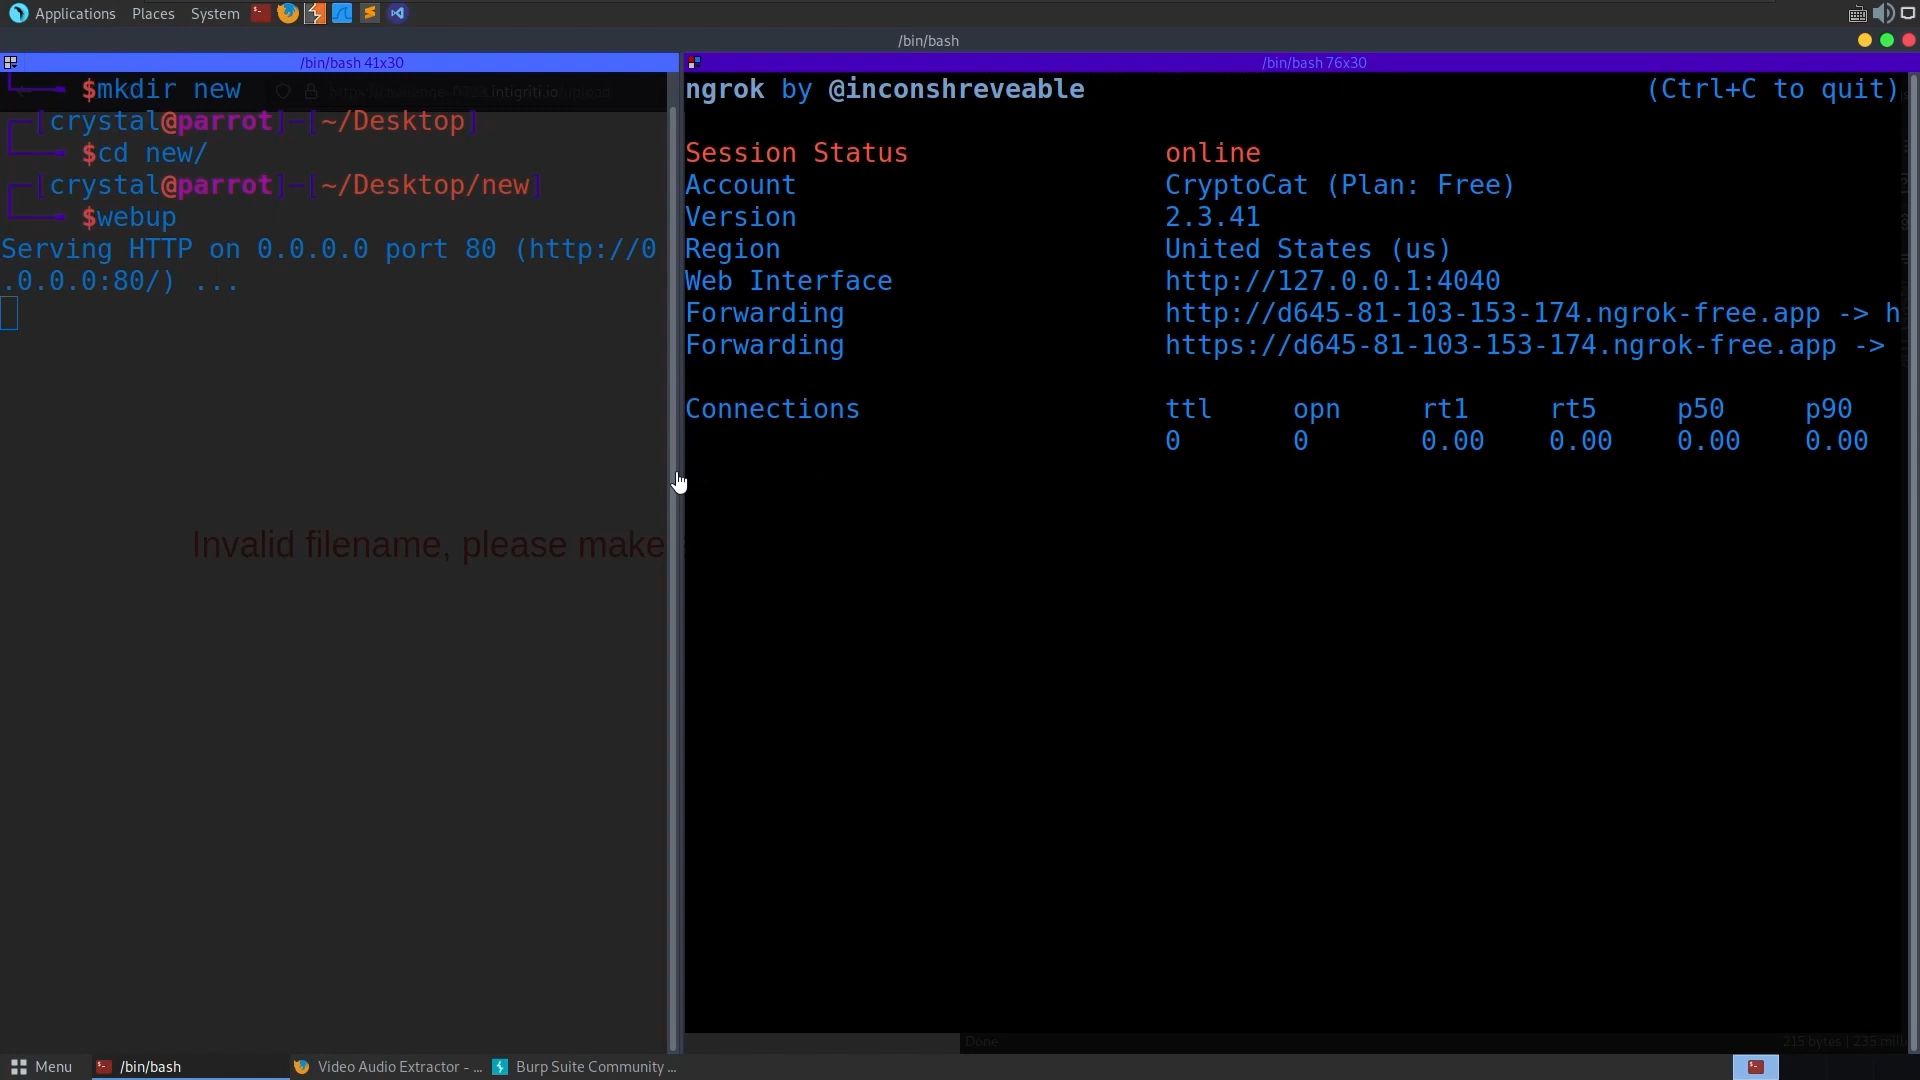 Applications Places System
/bin/bash
/bin/bash 41x30
$mkdir new
[crystal@parrot]─[~/Desktop]
$cd new/
[crystal@parrot]─[~/Desktop/new]
$webup
Serving HTTP on 0.0.0.0 port 80 (http://0
.0.0.0:80/) ...
Invalid filename, please make
/bin/bash 76x30
ngrok by @inconshreveable (Ctrl+C to quit)
Session Status online
Account CryptoCat (Plan: Free)
Version 2.3.41
Region United States (us)
Web Interface http://127.0.0.1:4040
Forwarding http://d645-81-103-153-174.ngrok-free.app -> h
Forwarding https://d645-81-103-153-174.ngrok-free.app ->
Connections ttl opn rt1 rt5 p50 p90
0 0 0.00 0.00 0.00 0.00
Done
215 bytes | 235 mill
Menu /bin/bash Video Audio Extractor - ... Burp Suite Community ...